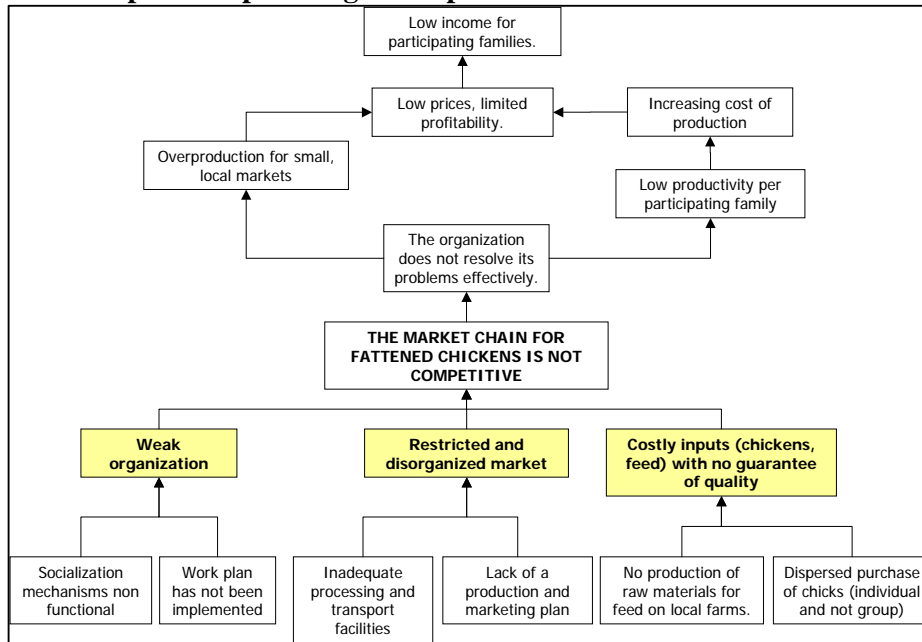 Low income for
participating families.
Low prices, limited
profitability.
Increasing cost of
production
Overproduction for small,
local markets
Low productivity per
participating family
The organization
does not resolve its
problems effectively.
THE MARKET CHAIN FOR
FATTENED CHICKENS IS NOT
COMPETITIVE
Weak
organization
Restricted and
disorganized market
Costly inputs (chickens,
feed) with no guarantee
of quality
Socialization
mechanisms non
functional
Work plan
has not been
implemented
Inadequate
processing and
transport
facilities
Lack of a
production and
marketing plan
No production of
raw materials for
feed on local farms.
Dispersed purchase
of chicks (individual
and not group)